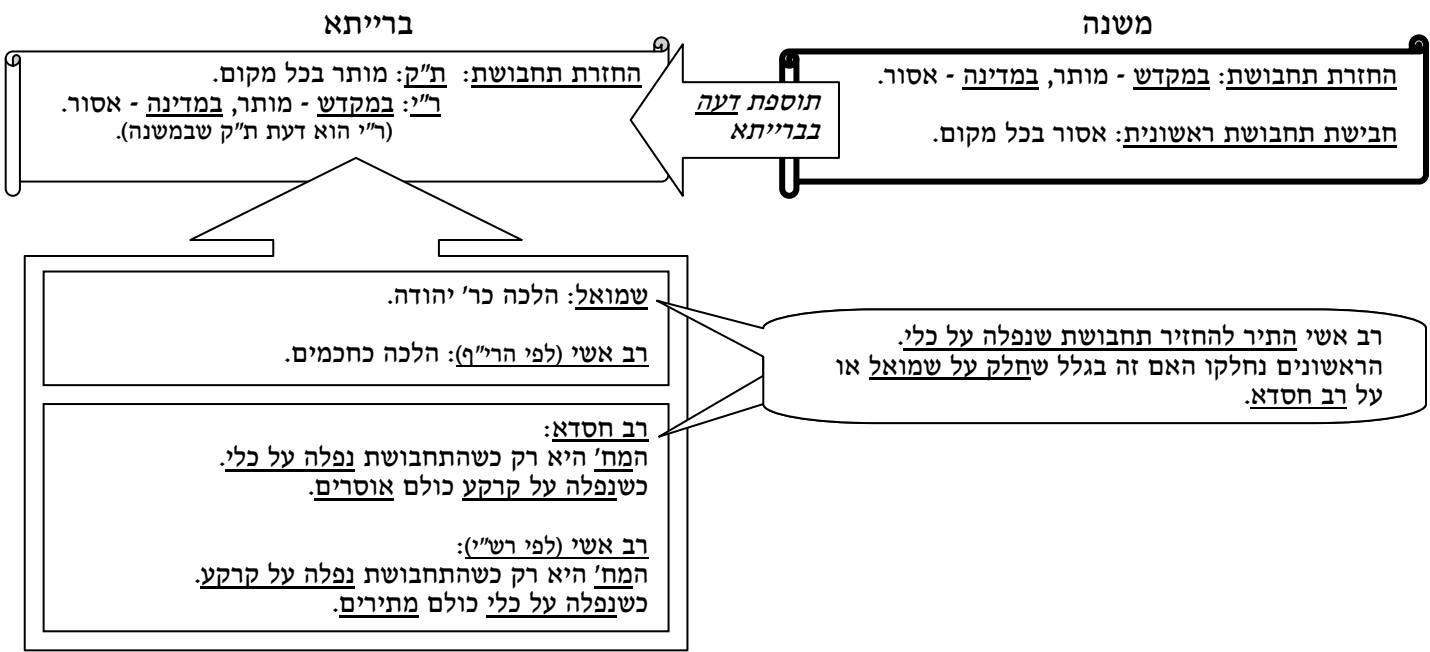 משנה
החזרת תחבושת: במקדש - מותר, במדינה - אסור.
חבישת תחבושת ראשונית: אסור בכל מקום.
תוספת דעה
בברייתא
ברייתא
החזרת תחבושת: ת"ק: מותר בכל מקום.
ר"י: במקדש - מותר, במדינה - אסור.
(ר"י הוא דעת ת"ק שבמשנה).
שמואל: הלכה כר' יהודה.
רב אשי (לפי הרי"ף): הלכה כחכמים.
רב אשי התיר להחזיר תחבושת שנפלה על כלי.
הראשונים נחלקו האם זה בגלל שחלק על שמואל או
על רב חסדא.
רב חסדא:
המח' היא רק כשהתחבושת נפלה על כלי.
כשנפלה על קרקע כולם אוסרים.
רב אשי (לפי רש"י):
המח' היא רק כשהתחבושת נפלה על קרקע.
כשנפלה על כלי כולם מתירים.